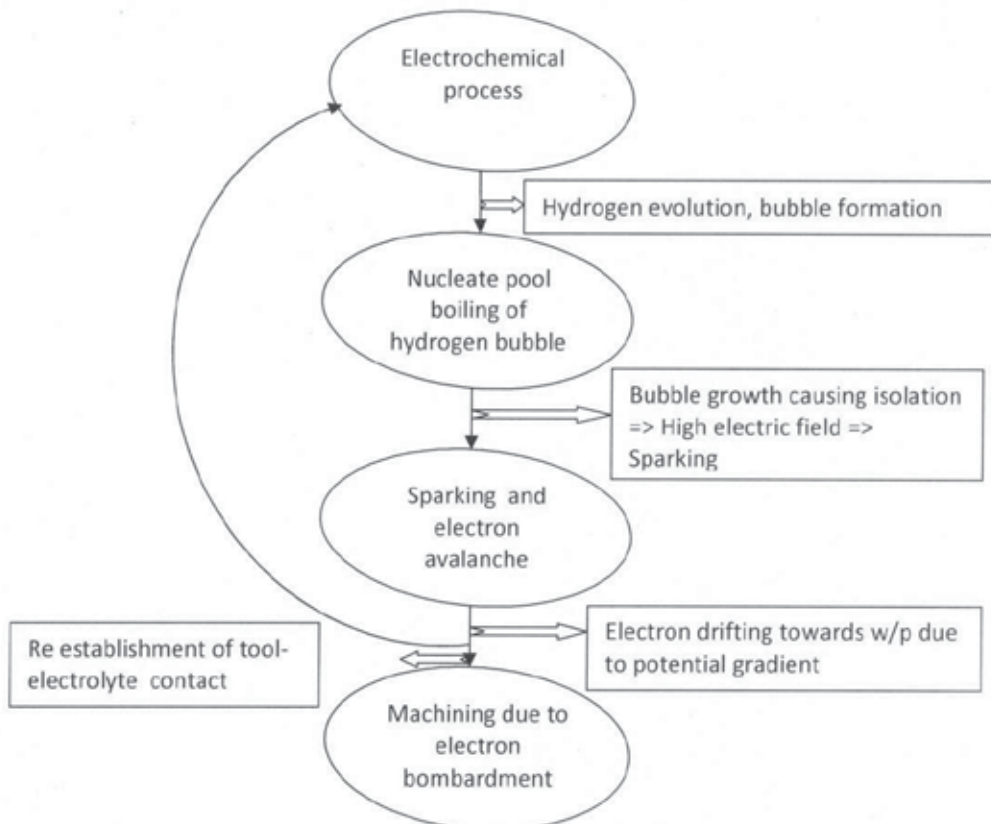 Electrochemical
process
Hydrogen evolution, bubble formation
Nucleate pool
boiling of
hydrogen bubble
Bubble growth causing isolation
=> High electric field =>
Sparking
Sparking and
electron
avalanche
Re establishment of tool-
electrolyte contact
Electron drifting towards w/p due
to potential gradient
Machining due to
electron
bombardment